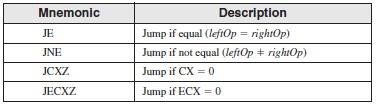 Mnemonic Description
JE Jump if equal (leftOp = rightOp)
JNE Jump if not equal (leftOp ≠ rightOp)
JCXZ Jump if CX = 0
JECXZ Jump if ECX = 0